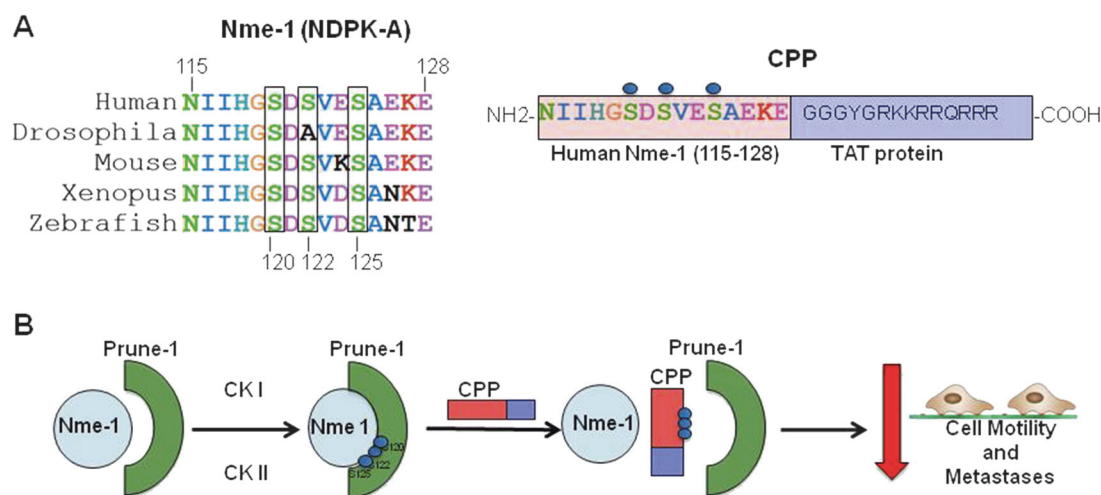 A
Nme-1 (NDPK-A)
115 128
Human NIIHGSDSVESAEKE
Drosophila NIIHGSDAVESAEKE
Mouse NIIHGSDSVKSAEKE
Xenopus NIIHGSDSVDSANKE
Zebrafish NIIHGSDSVDSANTE
120 122 125
CPP
NH2- NIIHGSDSVESAEKE GGGYGRKKRRQRRR -COOH
Human Nme-1 (115-128) TAT protein
B
Prune-1
Nme-1
CK I
CK II
Prune-1
Nme 1
S120
S122
S125
CPP
Nme-1
CPP
Prune-1
Cell Motility
and
Metastases